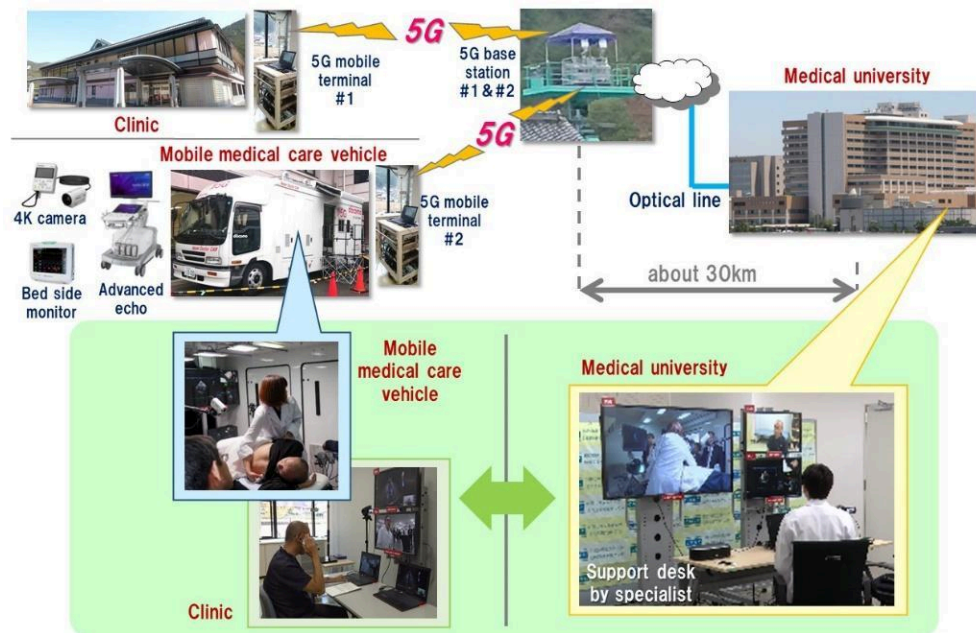 5G
5G mobile
terminal
#1
5G base
station
#1 & #2
Clinic
Medical university
5G
Mobile medical care vehicle
4K camera
5G mobile
terminal
#2
Optical line
Bed side
monitor
Advanced
echo
about 30km
Mobile
medical care
vehicle
Medical university
Clinic
Support desk
by specialist